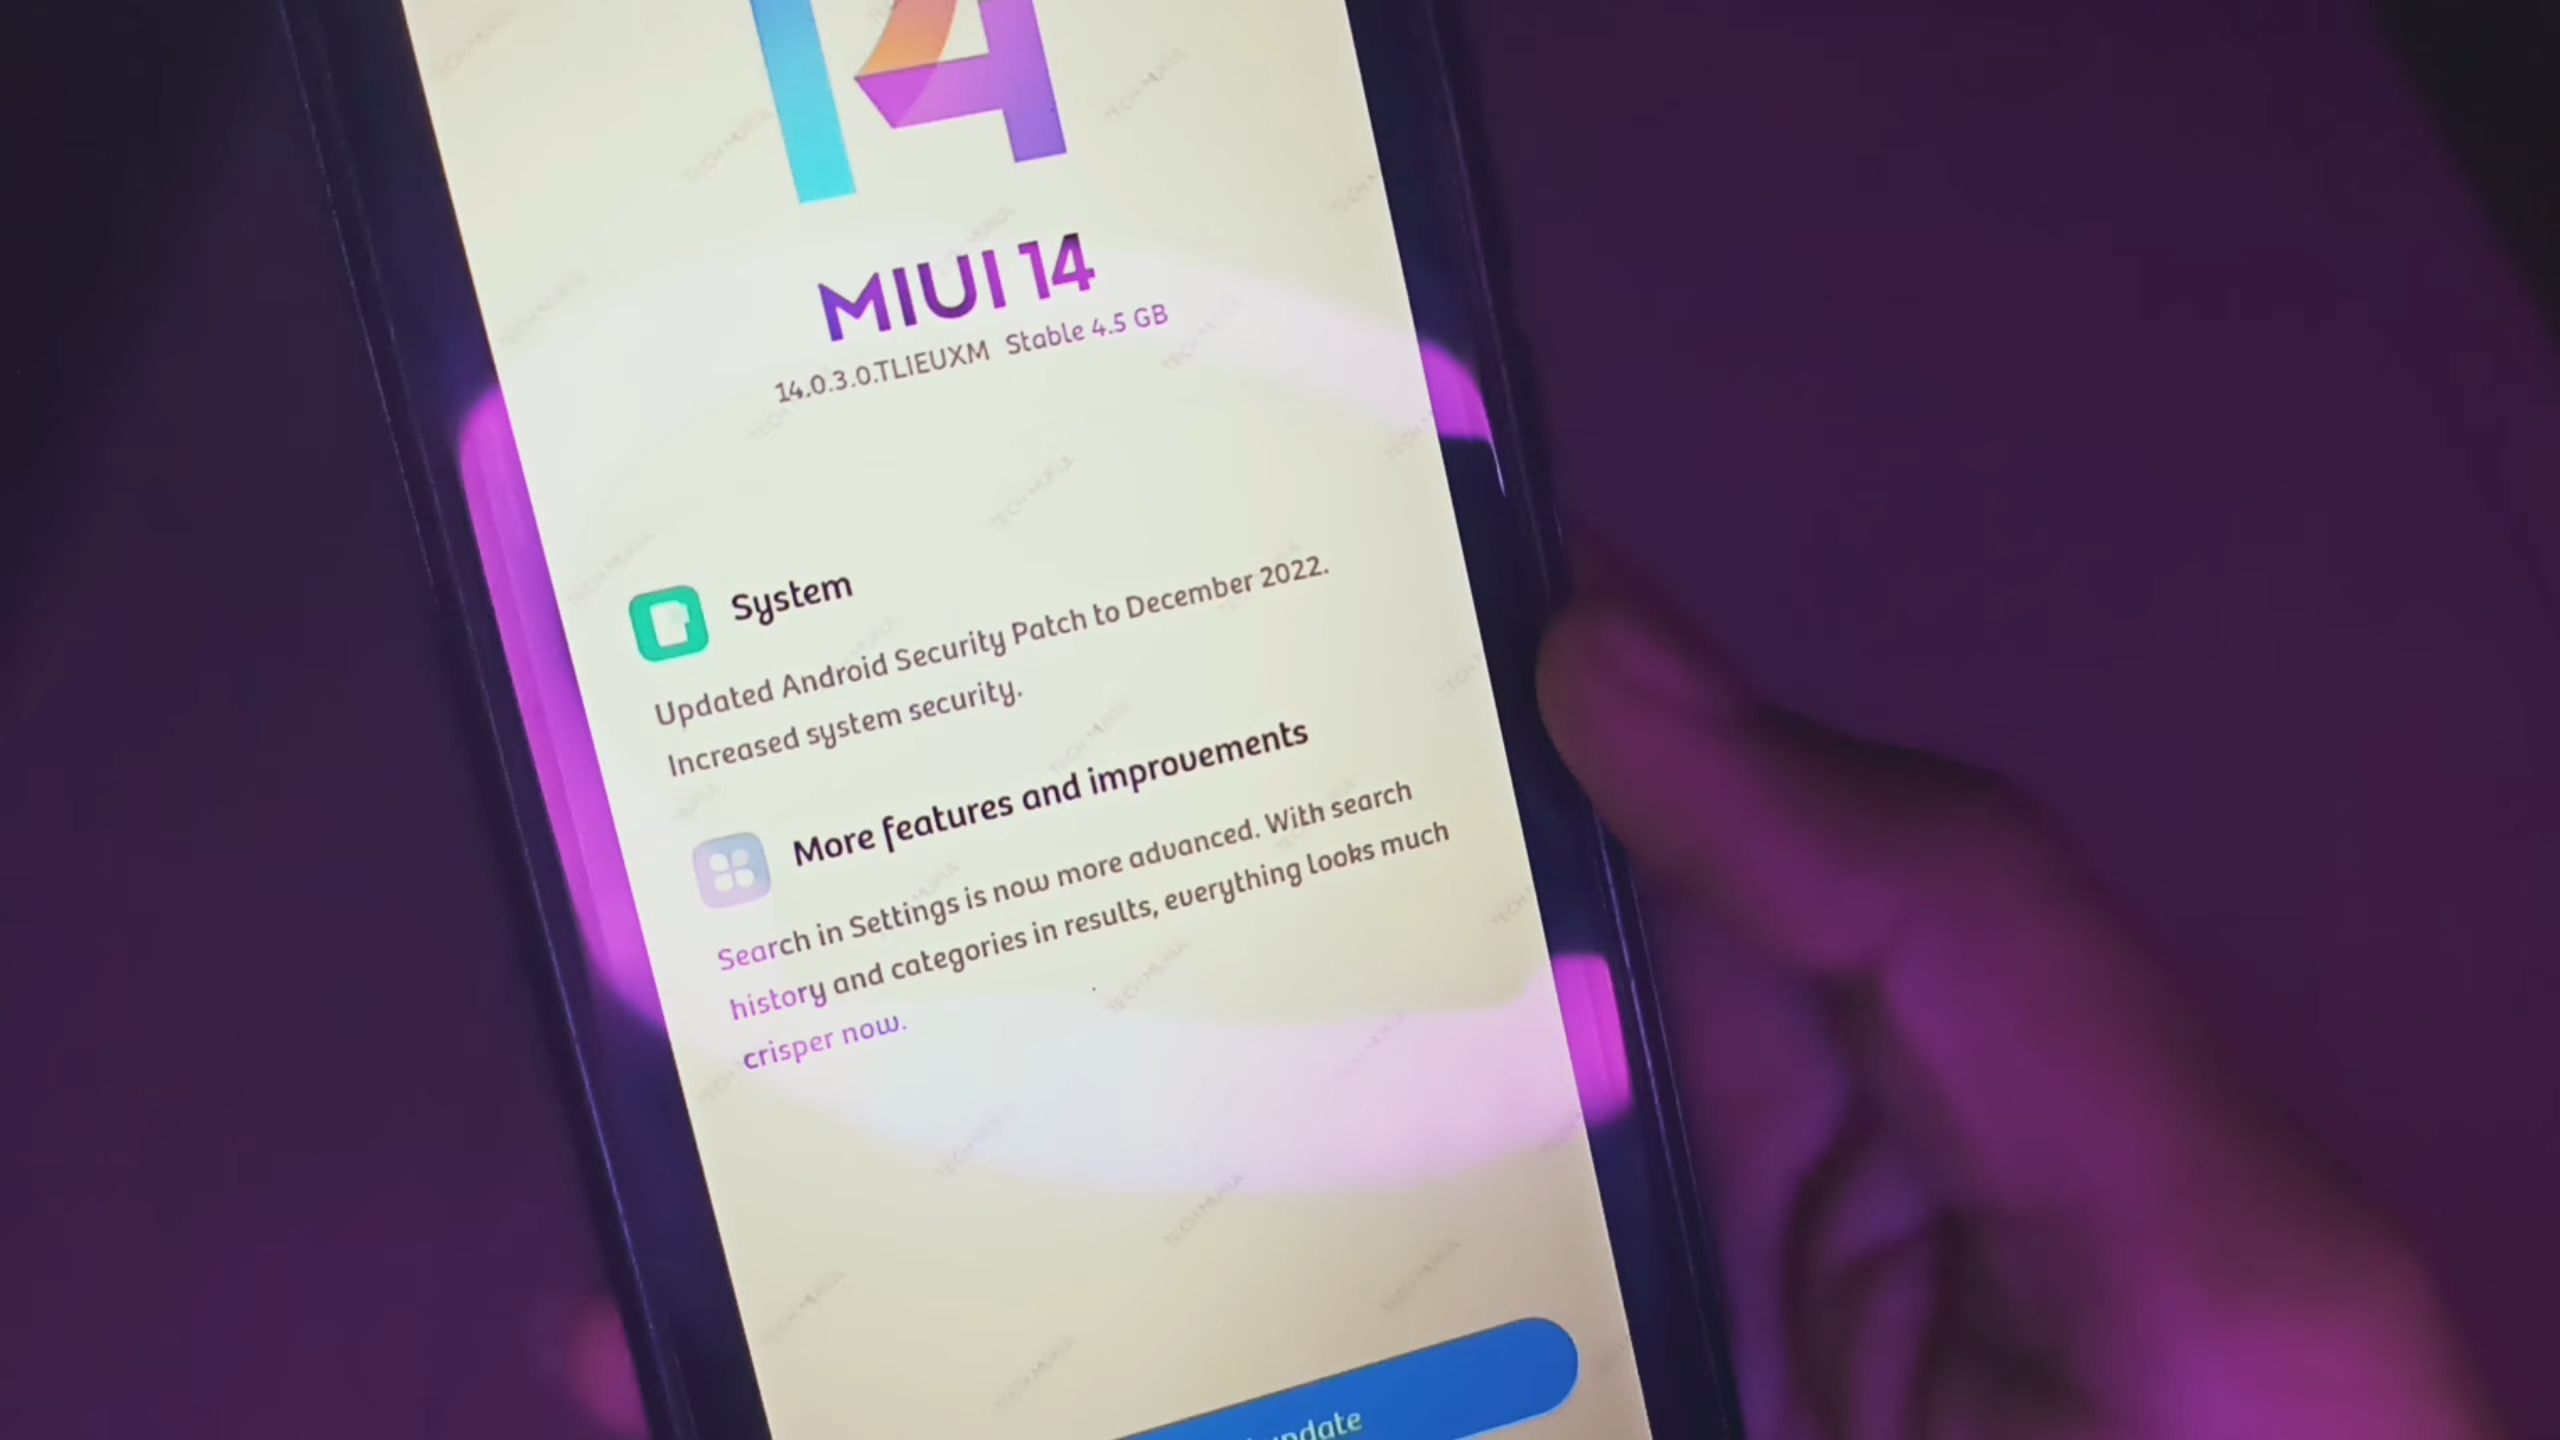 14
MIUI 14
14.0.3.0.TLIEUXM Stable 4.5 GB
System
Updated Android Security Patch to December 2022.
Increased system security.
More features and improvements
Search in Settings is now more advanced. With search
history and categories in results, everything looks much
crisper now.
update